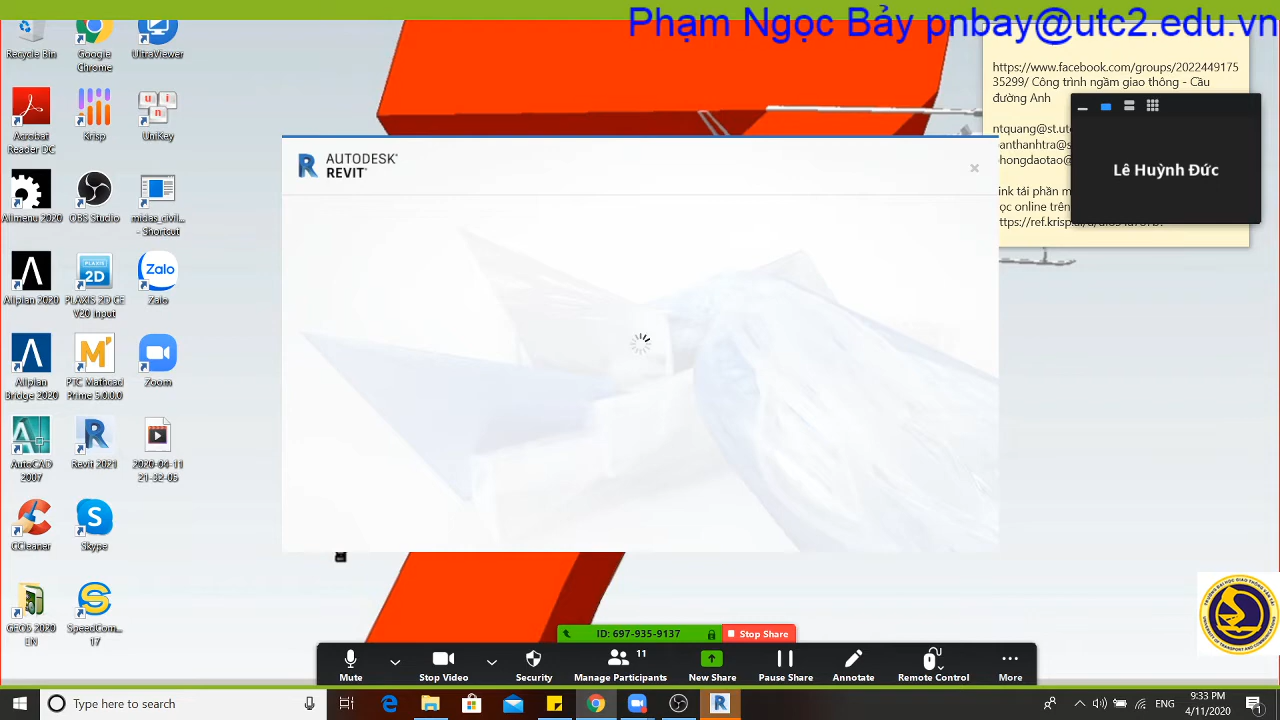 Phạm Ngọc Bảy pnbay@utc2.edu.vn
Recycle Bin
Google
Chrome
UltraViewer
Acrobat
Reader DC
Krisp
UniKey
Allmenu 2020
OBS Studio
midas_civil...
- Shortcut
Allplan 2020
PLAXIS 2D CE
V20 Input
Zalo
Allplan
Bridge 2020
PTC Mathcad
Prime 5.0.0.0
Zoom
AutoCAD
2007
Revit 2021
2020-04-11
21-32-05
CCleaner
Skype
GEO5 2020
EN
SpeedCom...
17
AUTODESK
REVIT
https://www.facebook.com/groups/2022449175
35299/ Công trình ngầm giao thông - Cầu
đường Anh
ntquang@st.utc
Lê Huỳnh Đức
ID: 697-935-9137
Stop Share
Mute
Stop Video
Security
11
Manage Participants
New Share
Pause Share
Annotate
Remote Control
More
Type here to search
ENG
9:33 PM
4/11/2020